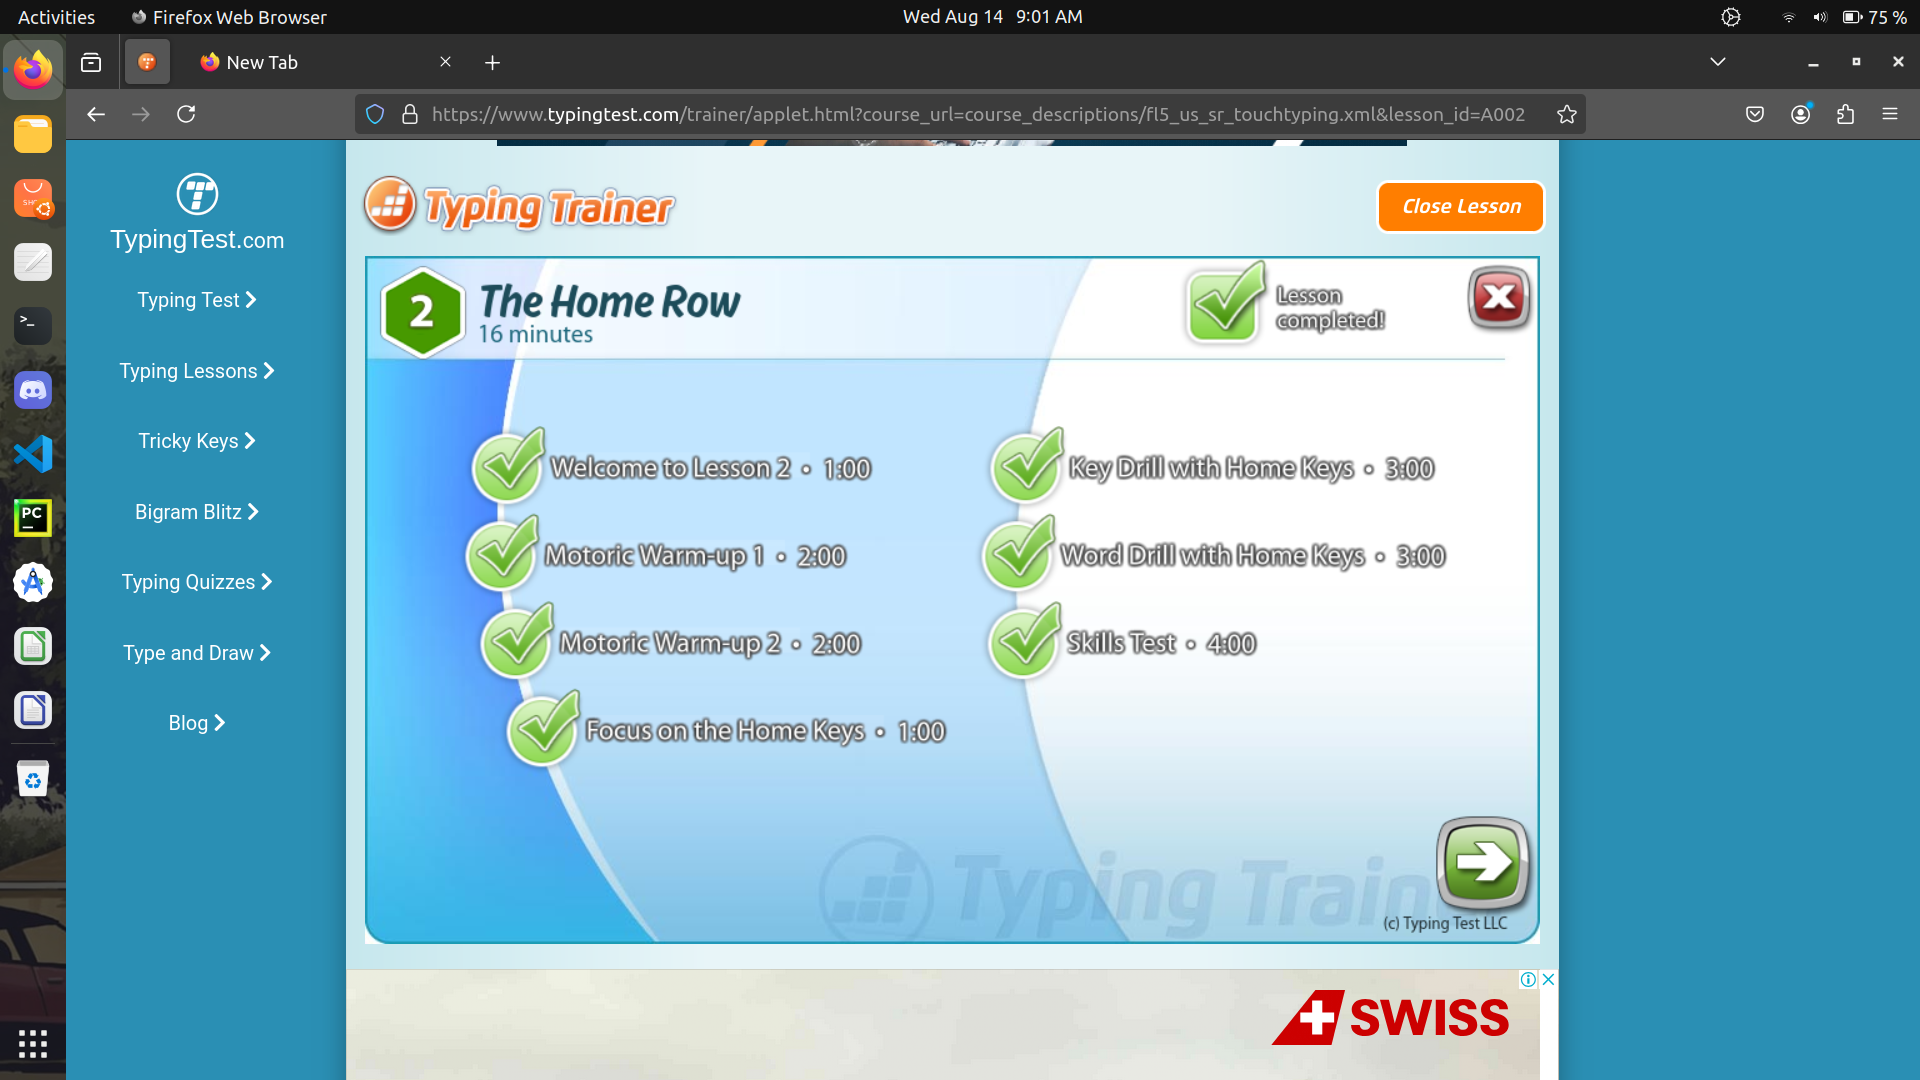 Activities
Firefox Web Browser
Wed Aug 14 9:01 AM
75 %
New Tab
https://www.typingtest.com/trainer/applet.html?course_url=course_descriptions/fl5_us_sr_touchtyping.xml&lesson_id=A002
TypingTest.com
Typing Test
Typing Lessons
Tricky Keys
Bigram Blitz
Typing Quizzes
Type and Draw
Blog
Typing Trainer
Close Lesson
2
The Home Row
16 minutes
Lesson
completed!
Welcome to Lesson 2 • 1:00
Motoric Warm-up 1 • 2:00
Motoric Warm-up 2 • 2:00
Focus on the Home Keys • 1:00
Key Drill with Home Keys • 3:00
Word Drill with Home Keys • 3:00
Skills Test • 4:00
Typing Train
(c) Typing Test LLC
SWISS
PC